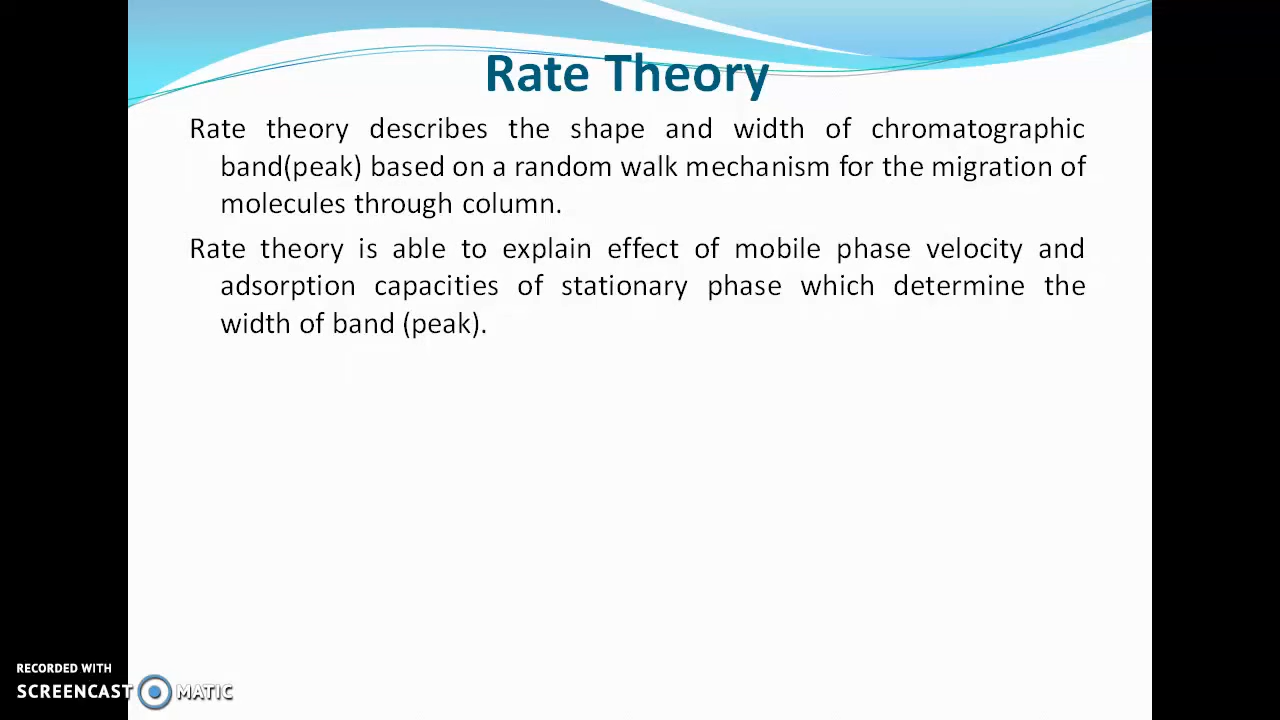 Rate Theory
Rate theory describes the shape and width of chromatographic
band(peak) based on a random walk mechanism for the migration of
molecules through column.
Rate theory is able to explain effect of mobile phase velocity and
adsorption capacities of stationary phase which determine the
width of band (peak).
RECORDED WITH
SCREENCAST MATIC